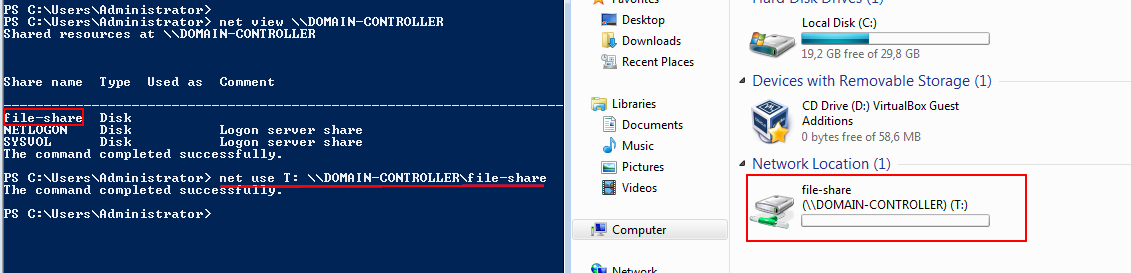 PS C:\Users\Administrator>
PS C:\Users\Administrator> net view \\DOMAIN-CONTROLLER
Shared resources at \\DOMAIN-CONTROLLER
Share name  Type  Used as  Comment
-------------------------------------------------------------------------------
file-share  Disk
NETLOGON    Disk           Logon server share
SYSVOL      Disk           Logon server share
The command completed successfully.
PS C:\Users\Administrator> net use T: \\DOMAIN-CONTROLLER\file-share
The command completed successfully.
PS C:\Users\Administrator>
Favorites
Desktop
Downloads
Recent Places
Libraries
Documents
Music
Pictures
Videos
Computer
Network
Hard Disk Drives (1)
Local Disk (C:)
19,2 GB free of 29,8 GB
Devices with Removable Storage (1)
CD Drive (D:) VirtualBox Guest
Additions
0 bytes free of 58,6 MB
Network Location (1)
file-share
(\\DOMAIN-CONTROLLER) (T:)